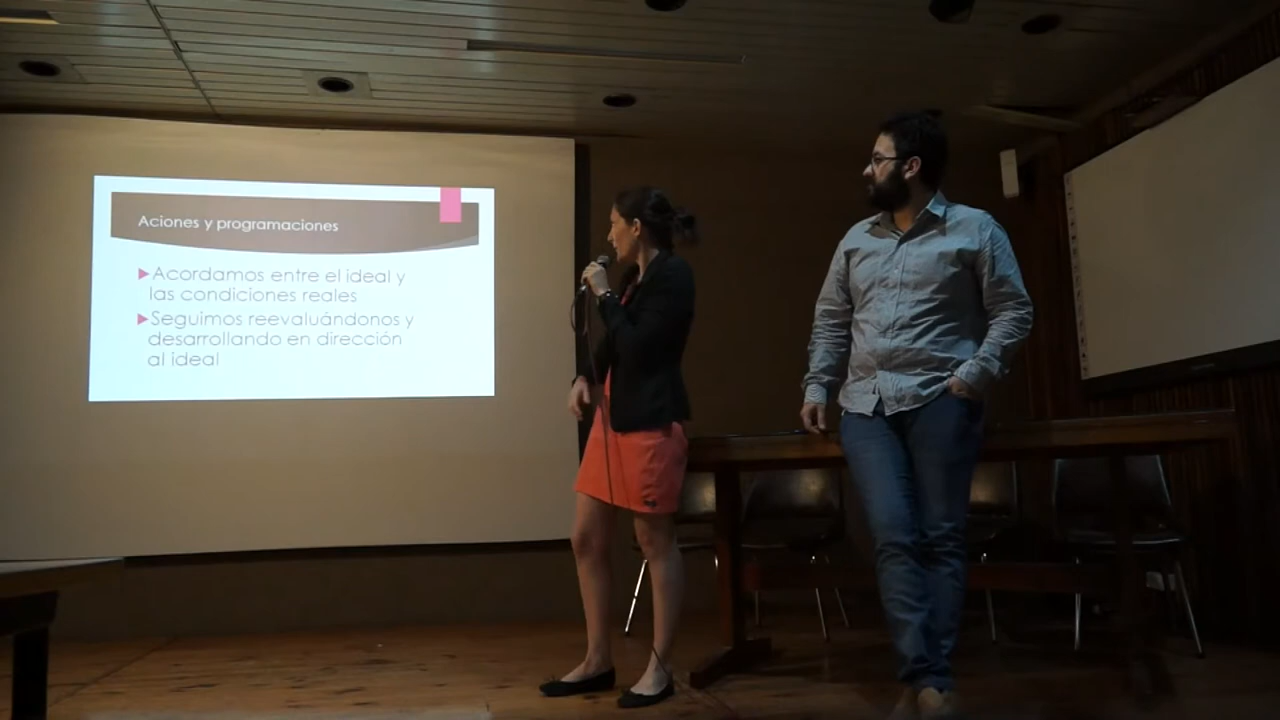 Aciones y programaciones
Acordamos entre el ideal y
las condiciones reales
Seguimos reevaluándonos y
desarrollando en dirección
al ideal